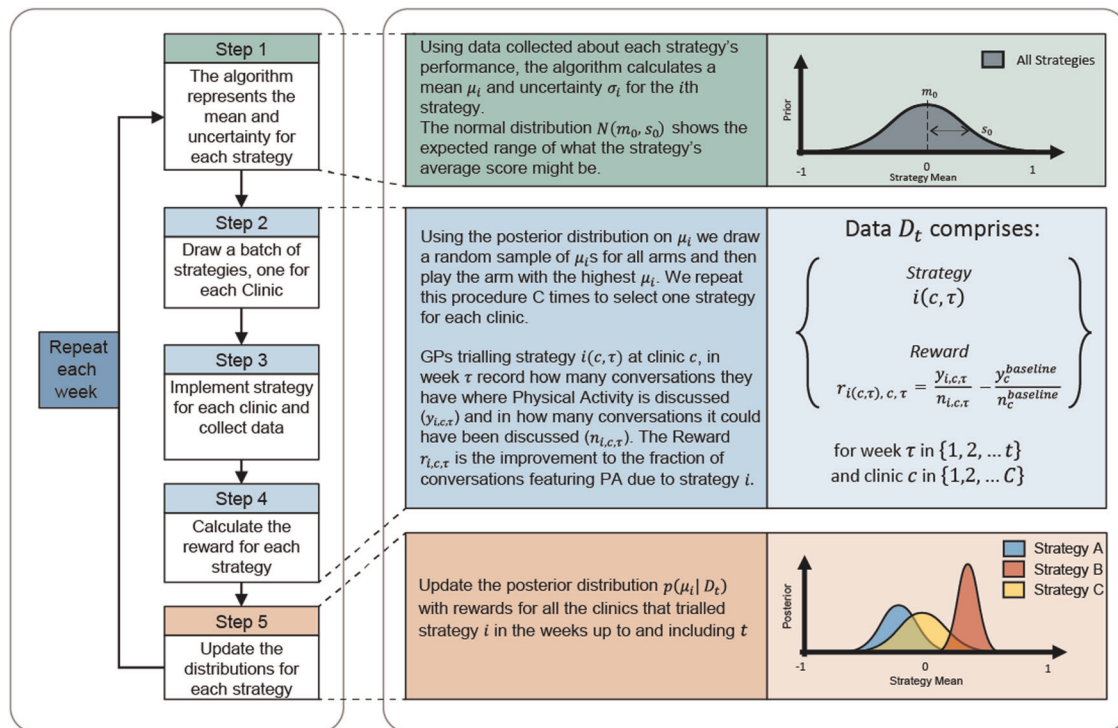 Repeat
each
week
Step 1
The algorithm
represents the
mean and
uncertainty for
each strategy
Step 2
Draw a batch of
strategies, one for
each Clinic
Step 3
Implement strategy
for each clinic and
collect data
Step 4
Calculate the
reward for each
strategy
Step 5
Update the
distributions for
each strategy
Using data collected about each strategy's
performance, the algorithm calculates a
mean μᵢ and uncertainty σᵢ for the 𝑖th
strategy.
The normal distribution N(m₀, s₀) shows the
expected range of what the strategy's
average score might be.
All Strategies
m₀
s₀
Prior
-1
0
1
Strategy Mean
Using the posterior distribution on μᵢ we draw
a random sample of μᵢs for all arms and then
play the arm with the highest μᵢ. We repeat
this procedure C times to select one strategy
for each clinic.
GPs trialling strategy i(c, τ) at clinic c, in
week τ record how many conversations they
have where Physical Activity is discussed
(y_{i,c,τ}) and in how many conversations it could
have been discussed (n_{i,c,τ}). The Reward
r_{i,c,τ} is the improvement to the fraction of
conversations featuring PA due to strategy i.
Data D_t comprises:
Strategy
i(c, τ)
Reward
r_{i(c,τ), c, τ} = y_{i,c,τ}/n_{i,c,τ} − y_c^{baseline}/n_c^{baseline}
for week τ in {1, 2, … t}
and clinic c in {1,2, … C}
Update the posterior distribution p(μᵢ| D_t)
with rewards for all the clinics that trialled
strategy i in the weeks up to and including t
Strategy A
Strategy B
Strategy C
Posterior
-1
0
1
Strategy Mean